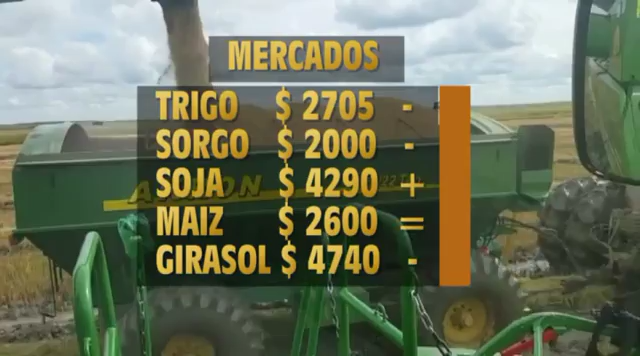 MERCADOS
TRIGO $ 2705 -
SORGO $ 2000 -
SOJA $ 4290 +
MAIZ $ 2600 =
GIRASOL $ 4740 -